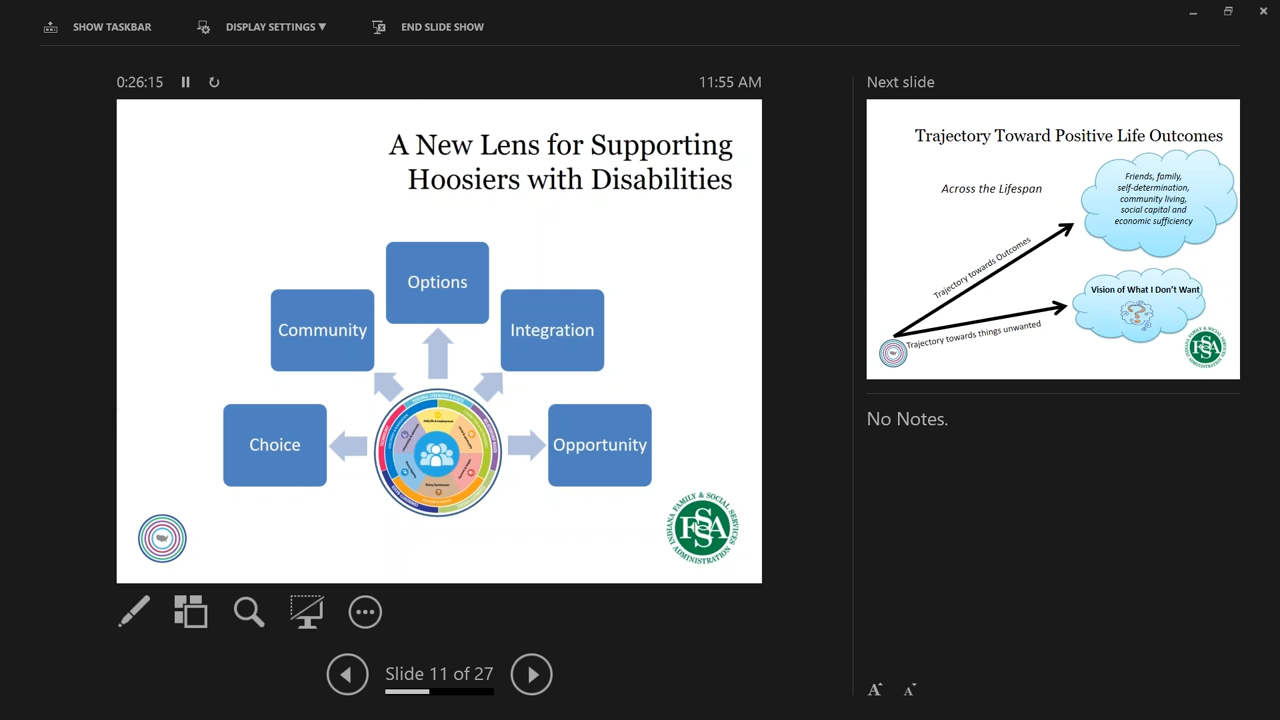 SHOW TASKBAR
DISPLAY SETTINGS ▼
END SLIDE SHOW
0:26:15
11:55 AM
A New Lens for Supporting
Hoosiers with Disabilities
Options
Community
Integration
Choice
Opportunity
INDIANA FAMILY & SOCIAL SERVICES
ADMINISTRATION
FSSA
Slide 11 of 27
Next slide
Trajectory Toward Positive Life Outcomes
Across the Lifespan
Friends, family,
self-determination,
community living,
social capital and
economic sufficiency
Trajectory towards Outcomes
Vision of What I Don't Want
?
Trajectory towards things unwanted
FSSA
No Notes.
A A